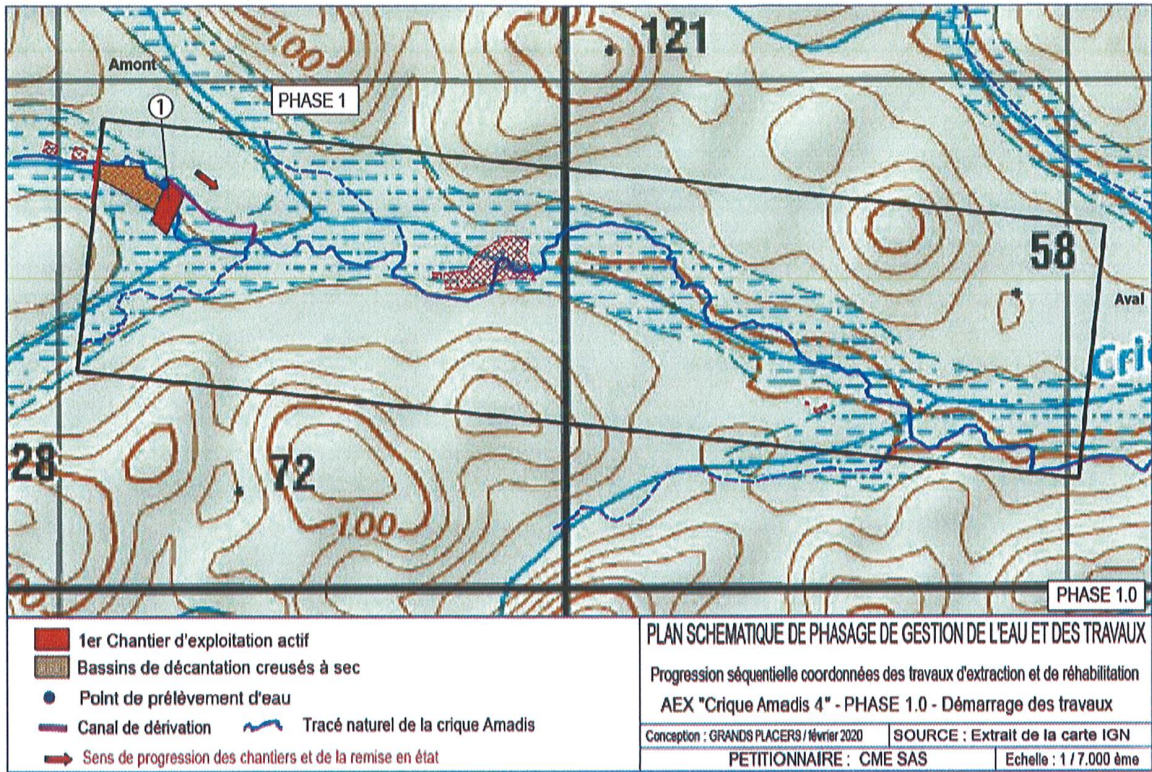 100
121
100
Amont
PHASE 1
1
58
Aval
Cri
28
72
100
PHASE 1.0
1er Chantier d'exploitation actif
Bassins de décantation creusés à sec
Point de prélèvement d'eau
Canal de dérivation
Tracé naturel de la crique Amadis
Sens de progression des chantiers et de la remise en état
PLAN SCHEMATIQUE DE PHASAGE DE GESTION DE L'EAU ET DES TRAVAUX
Progression séquentielle coordonnées des travaux d'extraction et de réhabilitation
AEX "Crique Amadis 4" - PHASE 1.0 - Démarrage des travaux
Conception : GRANDS PLACERS / février 2020
SOURCE : Extrait de la carte IGN
PETITIONNAIRE : CME SAS
Echelle : 1 / 7.000 ème